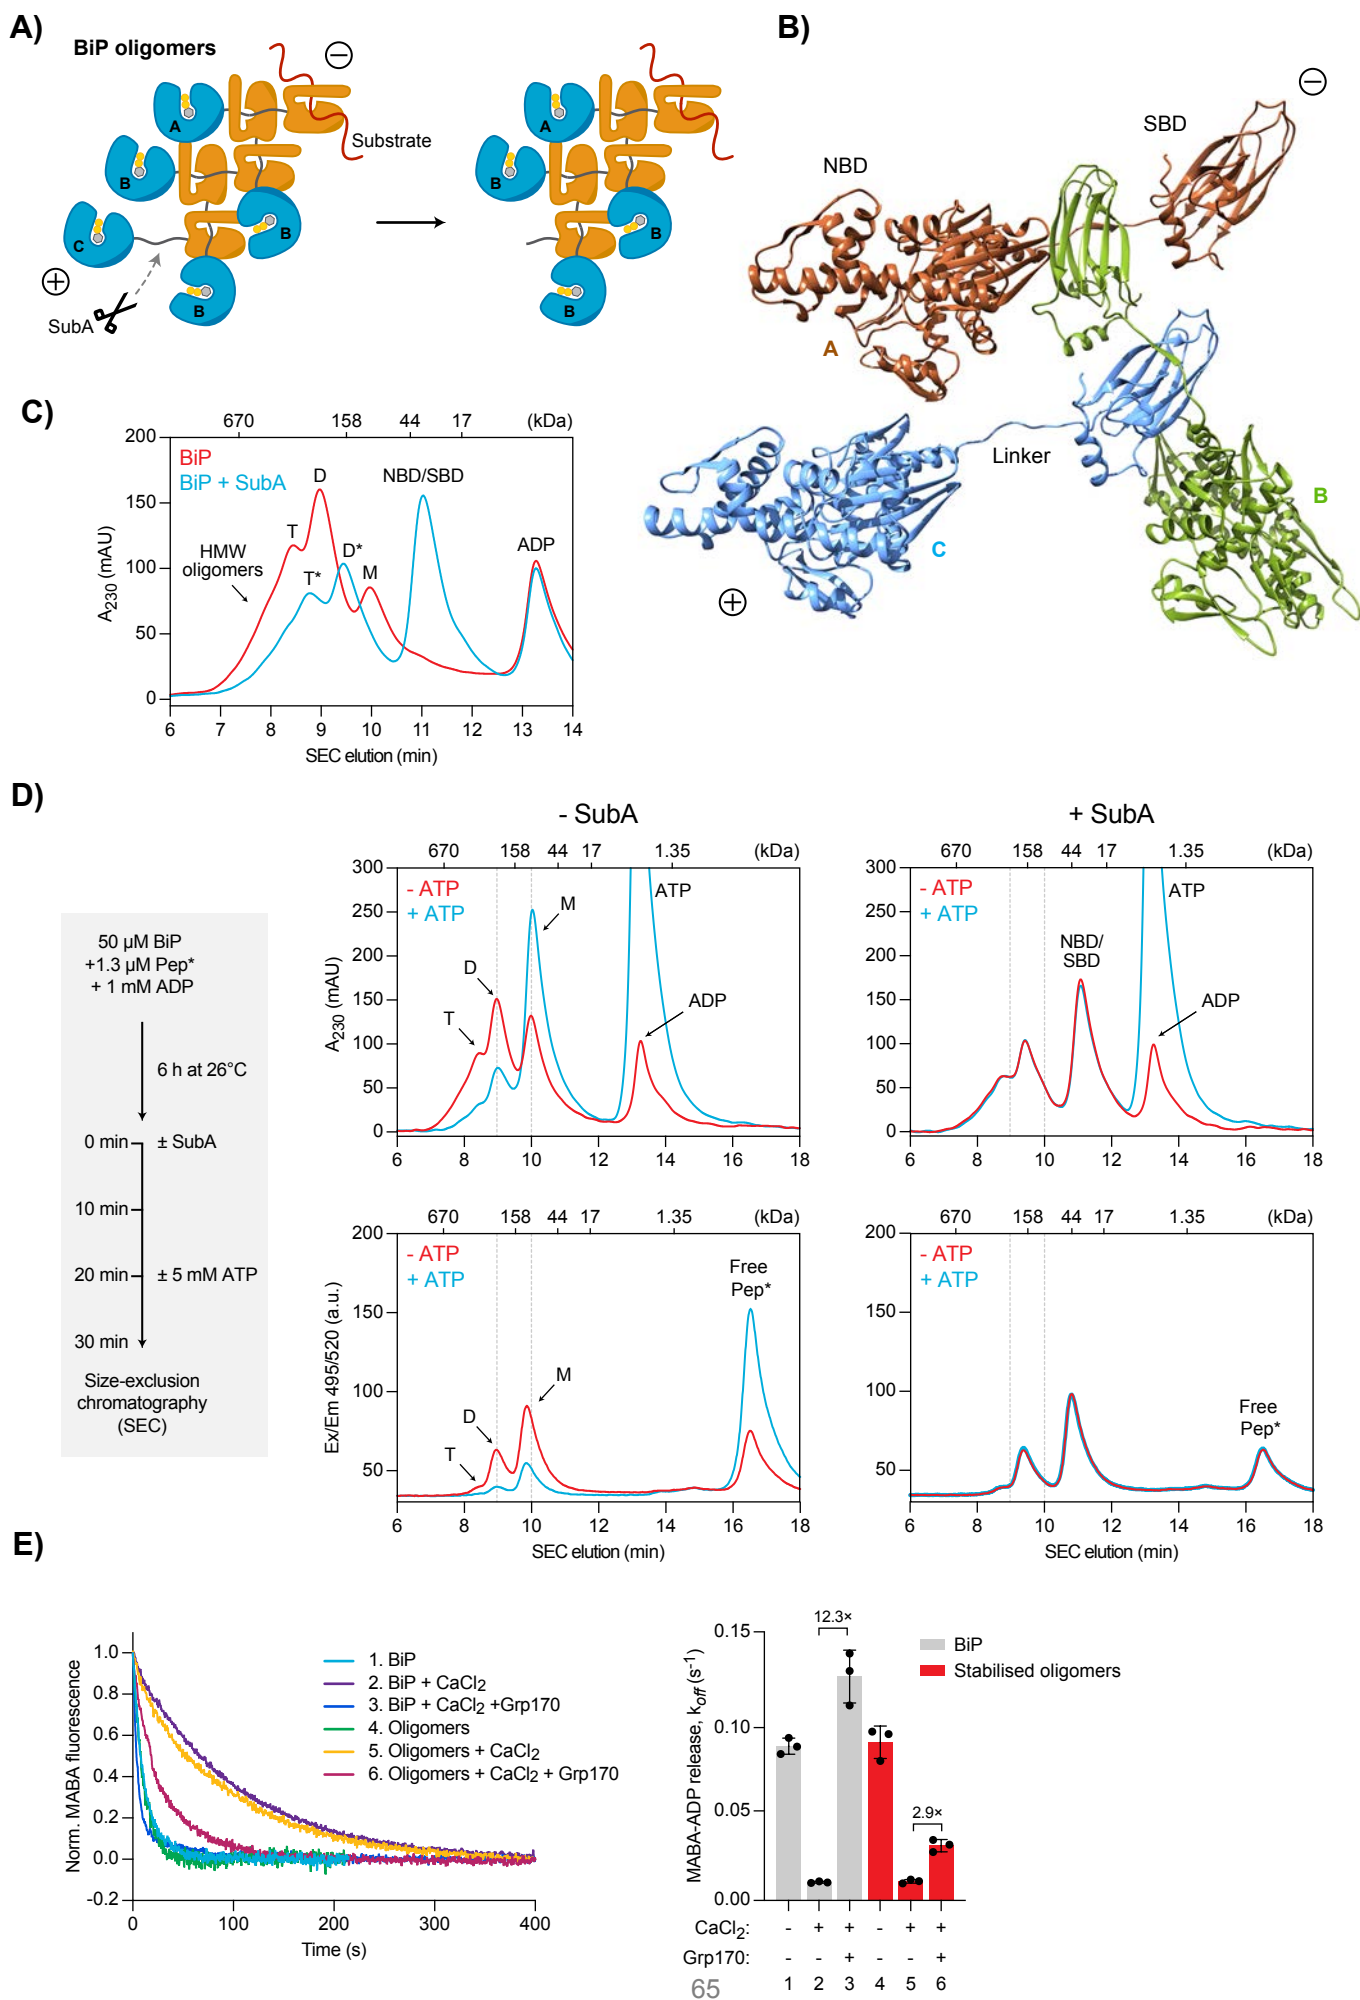 A)
BiP oligomers
−
A
Substrate
B
B
C
+
SubA
B
A
B
B
B
B)
−
SBD
NBD
A
Linker
B
C
+
C)
670 158 44 17 (kDa)
200
150
100
50
0
A230 (mAU)
BiP
BiP + SubA
HMW
oligomers
T
D
T*
D*
M
NBD/SBD
ADP
6 7 8 9 10 11 12 13 14
SEC elution (min)
D)
50 µM BiP
+1.3 µM Pep*
+ 1 mM ADP
6 h at 26°C
0 min ± SubA
10 min
20 min ± 5 mM ATP
30 min
Size-exclusion
chromatography
(SEC)
- SubA
670 158 44 17 1.35 (kDa)
300
250
200
150
100
50
0
A230 (mAU)
- ATP
+ ATP
T
D
M
ATP
ADP
6 8 10 12 14 16 18
+ SubA
670 158 44 17 1.35 (kDa)
300
250
200
150
100
50
0
- ATP
+ ATP
NBD/
SBD
ATP
ADP
6 8 10 12 14 16 18
670 158 44 17 1.35 (kDa)
200
150
100
50
Ex/Em 495/520 (a.u.)
- ATP
+ ATP
T
D
M
Free
Pep*
6 8 10 12 14 16 18
SEC elution (min)
670 158 44 17 1.35 (kDa)
200
150
100
50
- ATP
+ ATP
Free
Pep*
6 8 10 12 14 16 18
SEC elution (min)
E)
1.0
0.8
0.6
0.4
0.2
0.0
-0.2
Norm. MABA fluorescence
1. BiP
2. BiP + CaCl2
3. BiP + CaCl2 +Grp170
4. Oligomers
5. Oligomers + CaCl2
6. Oligomers + CaCl2 + Grp170
0 100 200 300 400
Time (s)
0.15
0.10
0.05
0.00
MABA-ADP release, koff (s-1)
12.3×
2.9×
BiP
Stabilised oligomers
CaCl2: - + + - + +
Grp170: - - + - - +
1 2 3 4 5 6
65